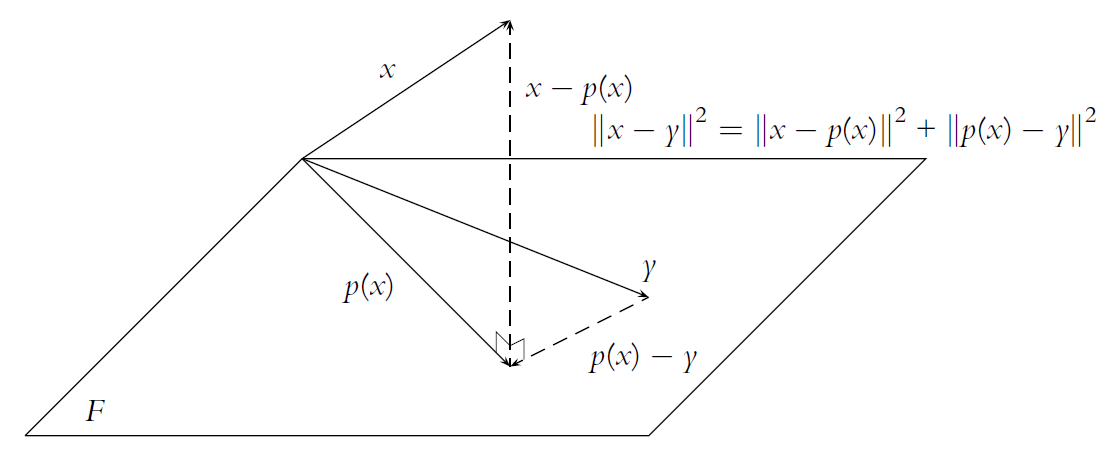 x
x − p(x)
‖x − y‖² = ‖x − p(x)‖² + ‖p(x) − y‖²
y
p(x)
p(x) − y
F